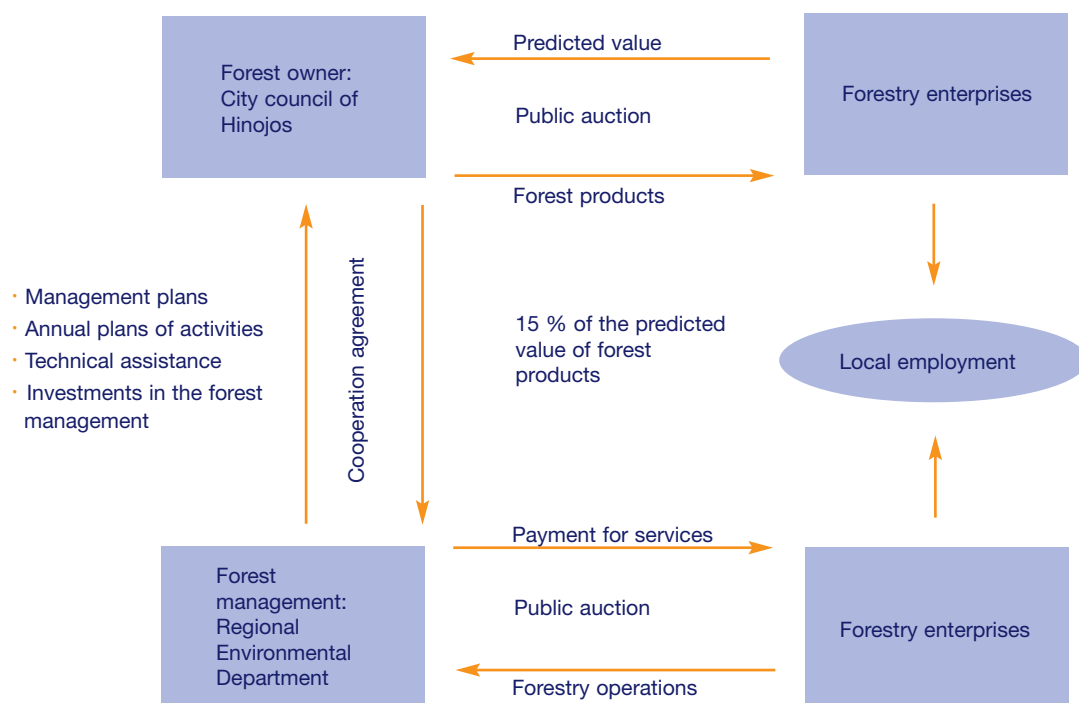 Predicted value
Forest owner:
City council of
Hinojos
Forestry enterprises
Public auction
Forest products
· Management plans
· Annual plans of activities
· Technical assistance
· Investments in the forest
management
Cooperation agreement
15 % of the predicted
value of forest
products
Local employment
Payment for services
Forest
management:
Regional
Environmental
Department
Public auction
Forestry enterprises
Forestry operations